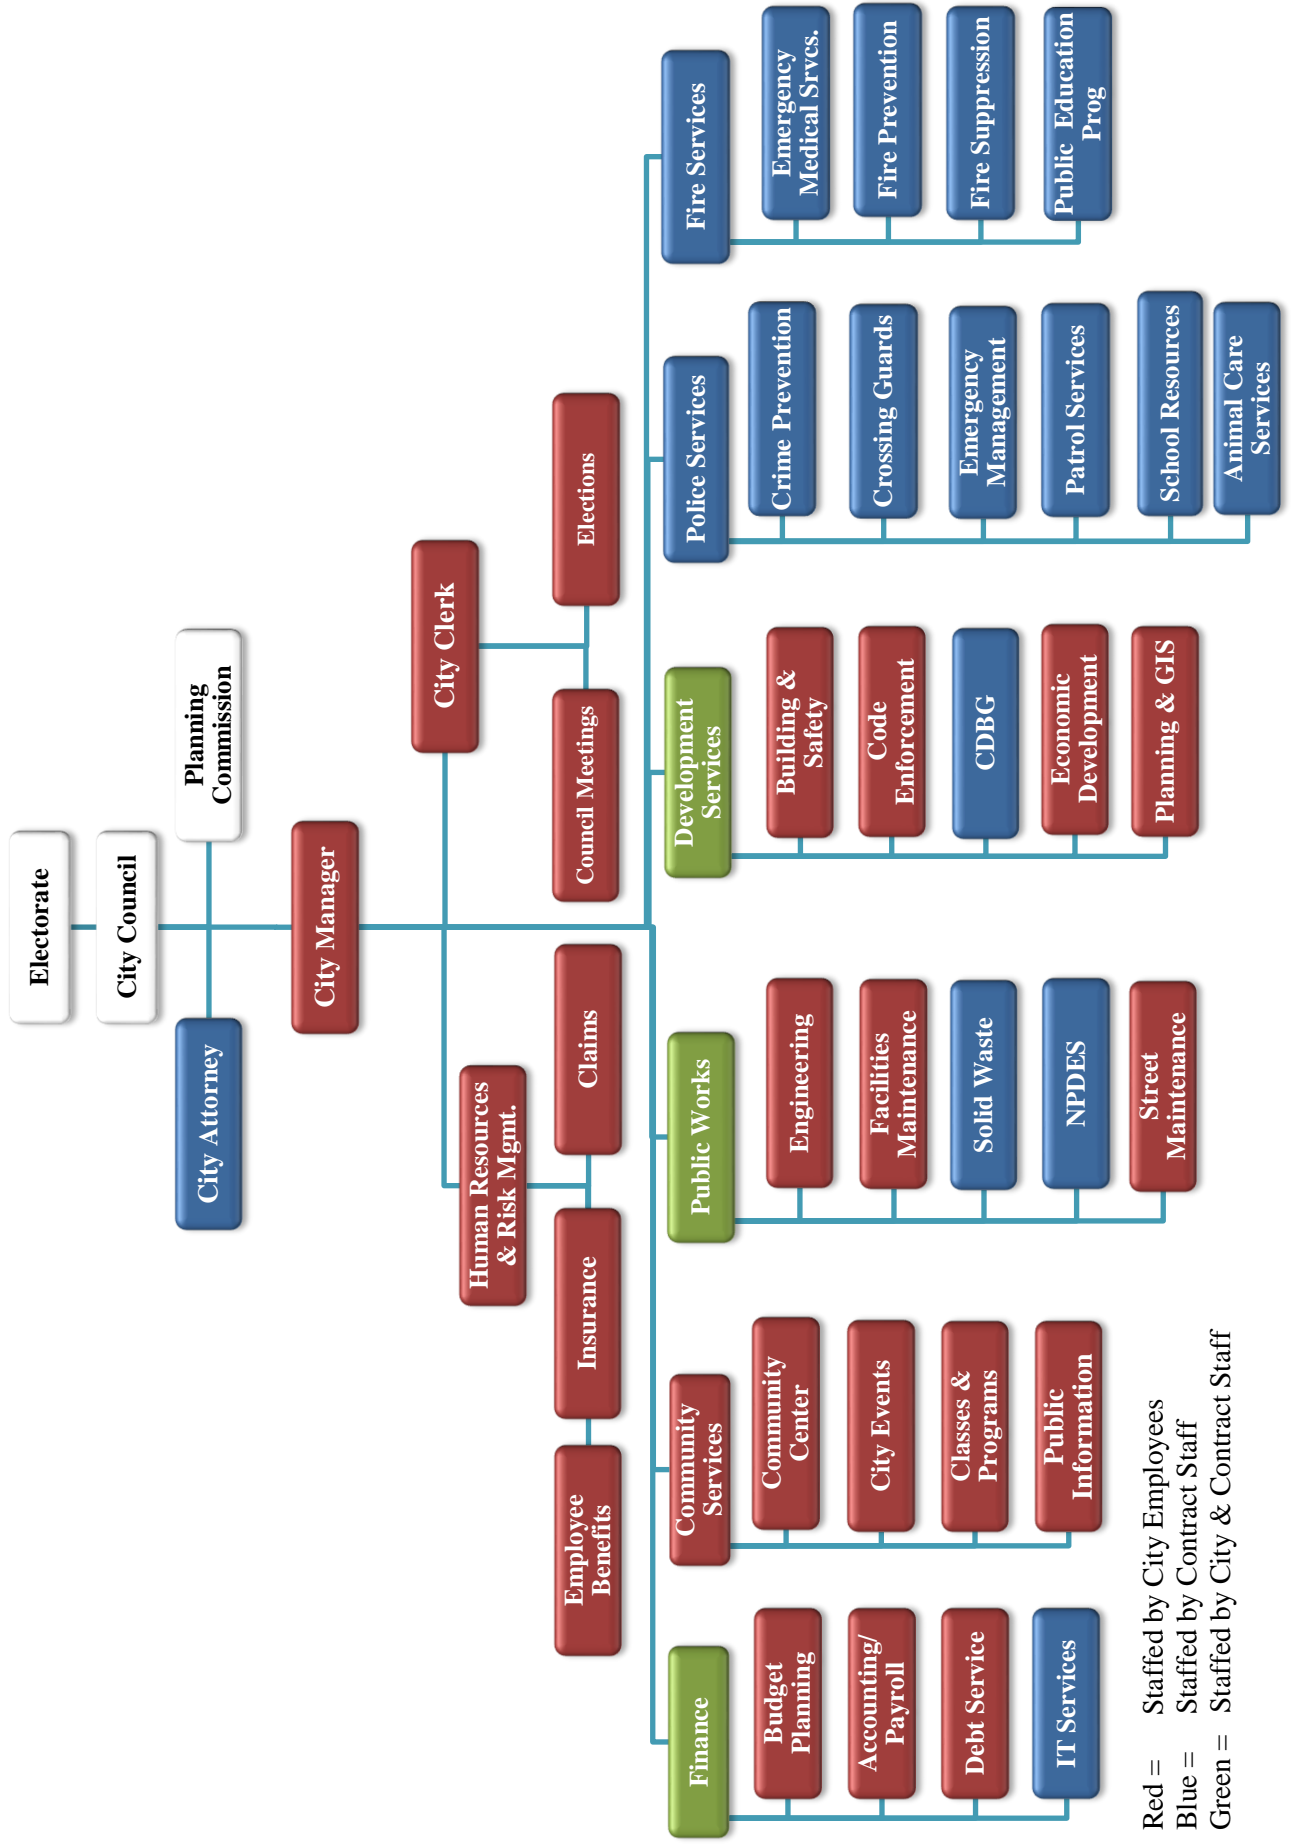 Electorate
City Council
City Attorney
Planning
Commission
City Manager
Human Resources
& Risk Mgmt.
City Clerk
Employee
Benefits
Insurance
Claims
Council Meetings
Elections
Finance
Budget
Planning
Accounting/
Payroll
Debt Service
IT Services
Community
Services
Community
Center
City Events
Classes &
Programs
Public
Information
Public Works
Engineering
Facilities
Maintenance
Solid Waste
NPDES
Street
Maintenance
Development
Services
Building &
Safety
Code
Enforcement
CDBG
Economic
Development
Planning & GIS
Police Services
Crime Prevention
Crossing Guards
Emergency
Management
Patrol Services
School Resources
Animal Care
Services
Fire Services
Emergency
Medical Srvcs.
Fire Prevention
Fire Suppression
Public Education
Prog
Red = Staffed by City Employees
Blue = Staffed by Contract Staff
Green = Staffed by City & Contract Staff